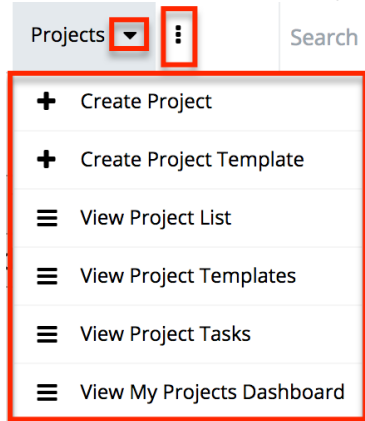 Projects
Search
Create Project
Create Project Template
View Project List
View Project Templates
View Project Tasks
View My Projects Dashboard